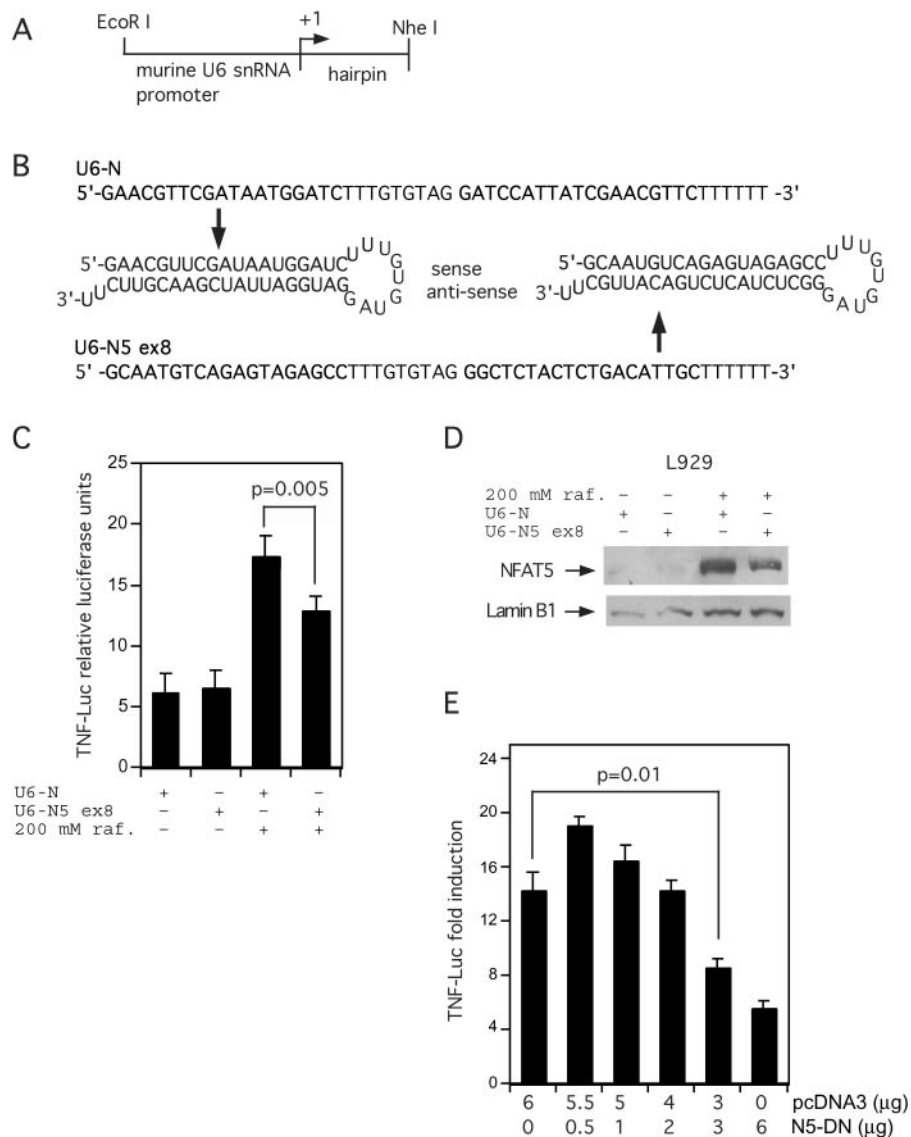 A
EcoR I
+1
Nhe I
murine U6 snRNA
promoter
hairpin
B
U6-N
5'-GAACGTTCGATAATGGATCTTTGTGTAG GATCCATTATCGAACGTTCTTTTTT -3'
5'-GAACGUUCGAUAAUGGAUCUUUGUGUAG
3'-UUCUUGCAAGCUAUUAGGUAG
sense
anti-sense
5'-GCAAUGUCAGAGUAGAGCCUUUGUGUAG
3'-UUCGUUACAGUCUCAUCUCGG
U6-N5 ex8
5'-GCAATGTCAGAGTAGAGCCTTTGTGTAG GGCTCTACTCTGACATTGCTTTTTT-3'
C
TNF-Luc relative luciferase units
25
20
15
10
5
0
p=0.005
U6-N + – + –
U6-N5 ex8 – + – +
200 mM raf. – – + +
D
L929
200 mM raf. – – + +
U6-N + – + –
U6-N5 ex8 – + – +
NFAT5
Lamin B1
E
TNF-Luc fold induction
24
20
16
12
8
4
0
p=0.01
6 5.5 5 4 3 0 pcDNA3 (µg)
0 0.5 1 2 3 6 N5-DN (µg)